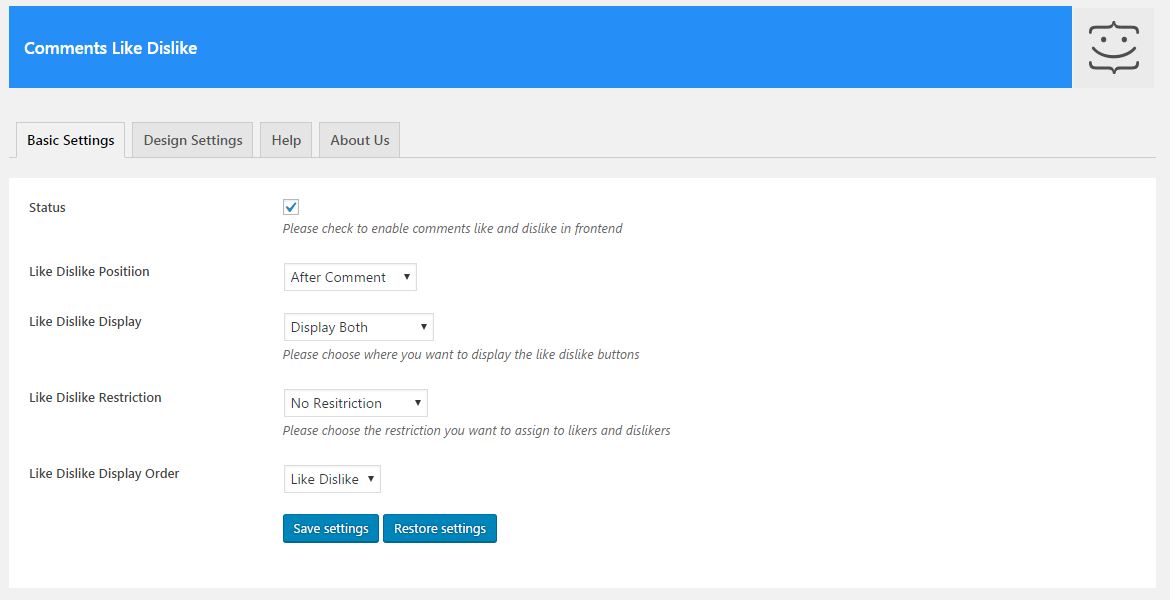 Comments Like Dislike
Basic Settings
Design Settings
Help
About Us
Status
Please check to enable comments like and dislike in frontend
Like Dislike Positiion
After Comment
Like Dislike Display
Display Both
Please choose where you want to display the like dislike buttons
Like Dislike Restriction
No Resitriction
Please choose the restriction you want to assign to likers and dislikers
Like Dislike Display Order
Like Dislike
Save settings
Restore settings